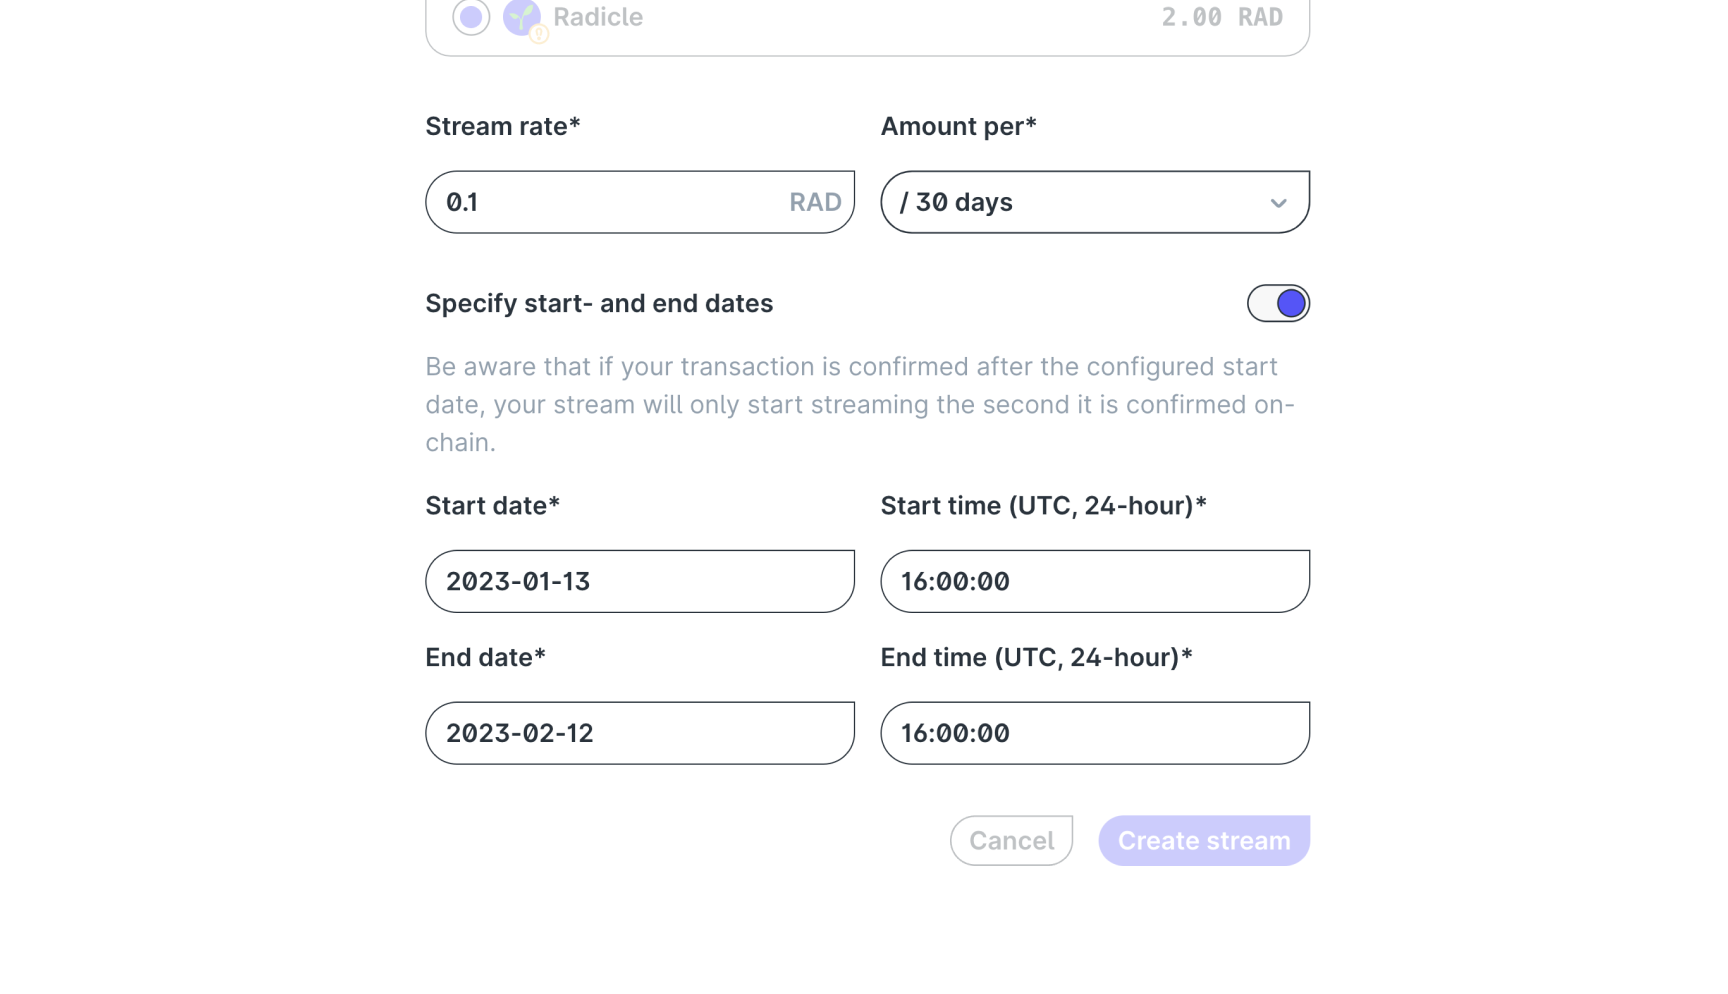 Radicle 2.00 RAD
Stream rate* Amount per*
0.1 RAD / 30 days
Specify start- and end dates
Be aware that if your transaction is confirmed after the configured start
date, your stream will only start streaming the second it is confirmed on-
chain.
Start date* Start time (UTC, 24-hour)*
2023-01-13 16:00:00
End date* End time (UTC, 24-hour)*
2023-02-12 16:00:00
Cancel Create stream